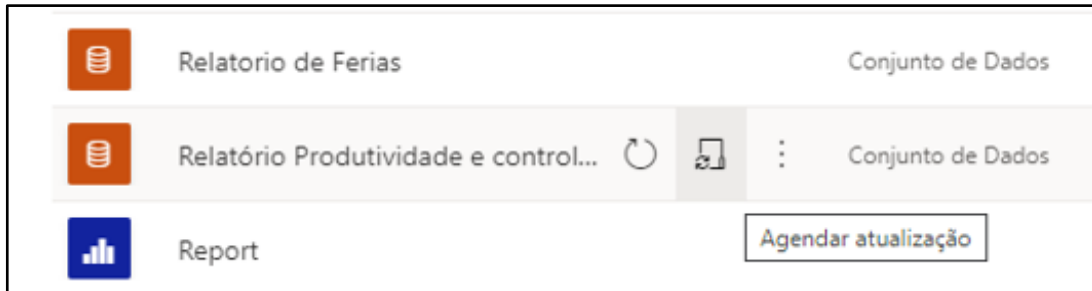 Relatorio de Ferias Conjunto de Dados
Relatório Produtividade e control... Conjunto de Dados
Report
Agendar atualização